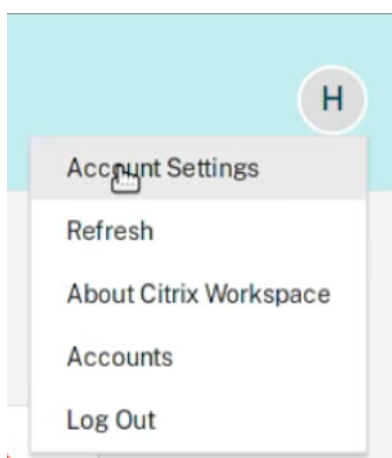 H
Account Settings
Refresh
About Citrix Workspace
Accounts
Log Out